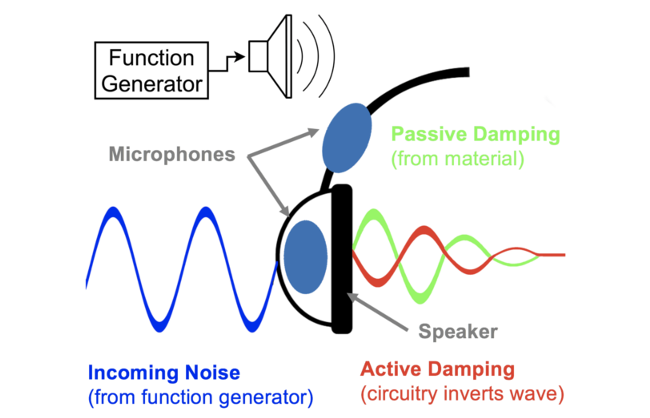 Function
Generator
Microphones
Passive Damping
(from material)
Speaker
Incoming Noise
(from function generator)
Active Damping
(circuitry inverts wave)